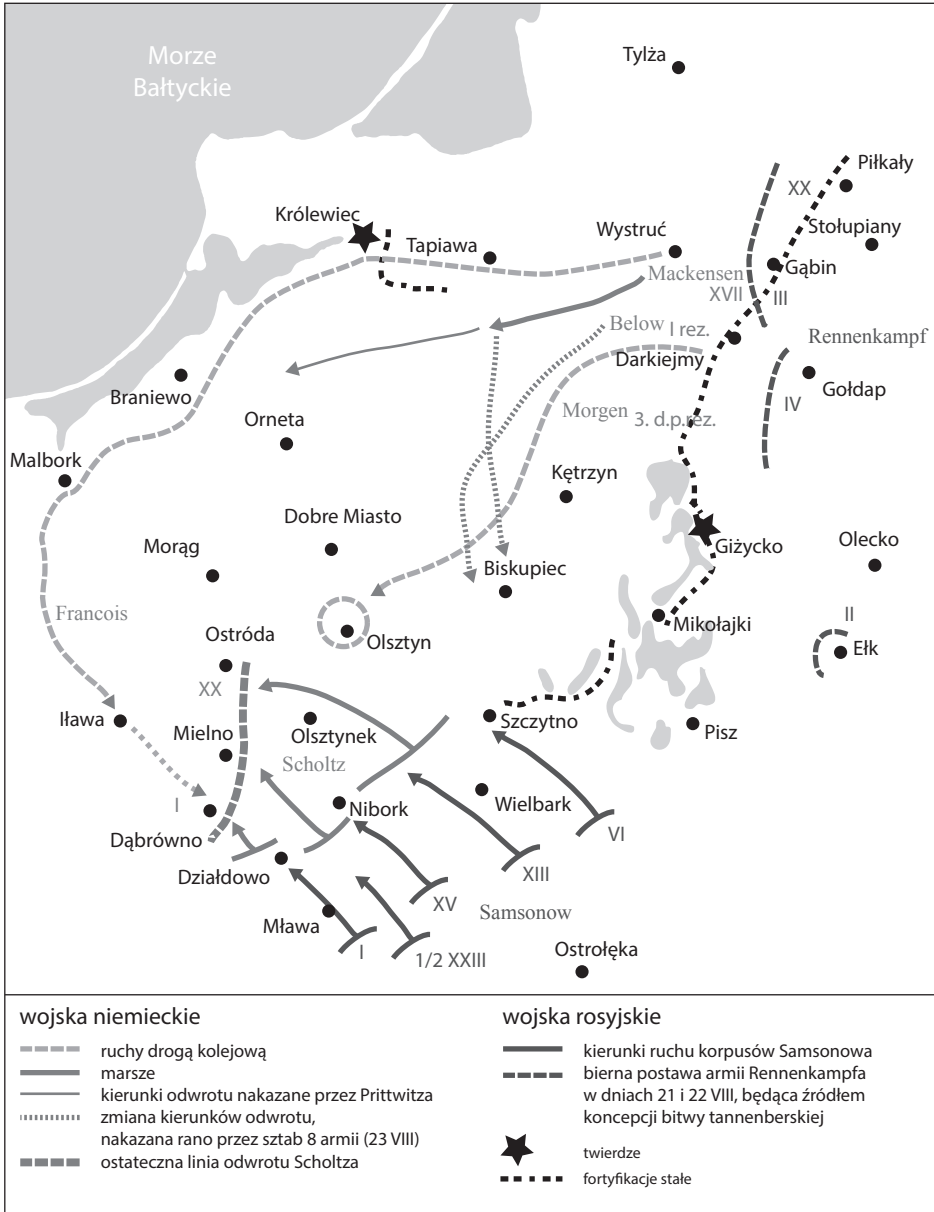 Morze
Bałtyckie
Tylża
Piłkały
XX
Stołupiany
Królewiec
Tapiawa
Wystruć
Gąbin
Mackensen
XVII
III
Below I rez.
Rennenkampf
Darkiejmy
Gołdap
Braniewo
IV
Morgen
3. d.p.rez.
Orneta
Malbork
Kętrzyn
Dobre Miasto
Giżycko
Olecko
Morąg
Biskupiec
Francois
II
Mikołajki
Ełk
Ostróda
Olsztyn
XX
Iława
Olsztynek
Szczytno
Pisz
Mielno
Scholtz
Wielbark
I
Nibork
Dąbrówno
VI
XIII
Działdowo
XV
Samsonow
Mława
I
1/2 XXIII
Ostrołęka
wojska niemieckie
ruchy drogą kolejową
marsze
kierunki odwrotu nakazane przez Prittwitza
zmiana kierunków odwrotu,
nakazana rano przez sztab 8 armii (23 VIII)
ostateczna linia odwrotu Scholtza
wojska rosyjskie
kierunki ruchu korpusów Samsonowa
bierna postawa armii Rennenkampfa
w dniach 21 i 22 VIII, będąca źródłem
koncepcji bitwy tannenberskiej
twierdze
fortyfikacje stałe